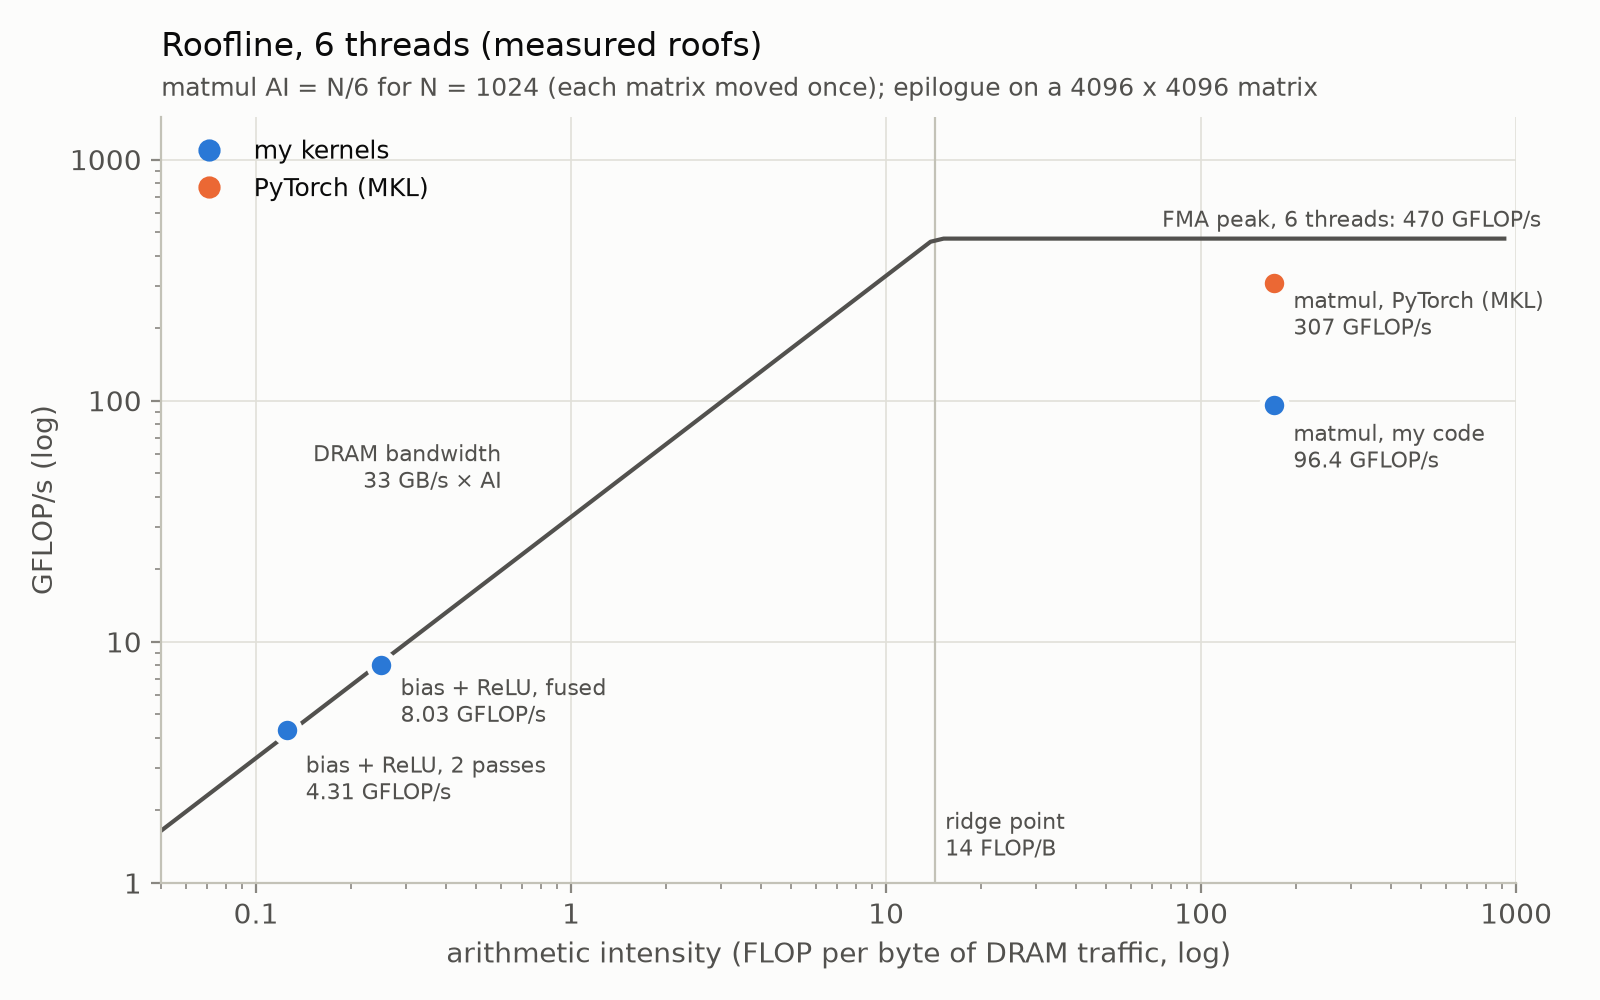 Roofline, 6 threads (measured roofs)
matmul AI = N/6 for N = 1024 (each matrix moved once); epilogue on a 4096 x 4096 matrix
my kernels
PyTorch (MKL)
1000
100
10
1
GFLOP/s (log)
FMA peak, 6 threads: 470 GFLOP/s
matmul, PyTorch (MKL)
307 GFLOP/s
matmul, my code
96.4 GFLOP/s
DRAM bandwidth
33 GB/s × AI
bias + ReLU, fused
8.03 GFLOP/s
bias + ReLU, 2 passes
4.31 GFLOP/s
ridge point
14 FLOP/B
0.1
1
10
100
1000
arithmetic intensity (FLOP per byte of DRAM traffic, log)